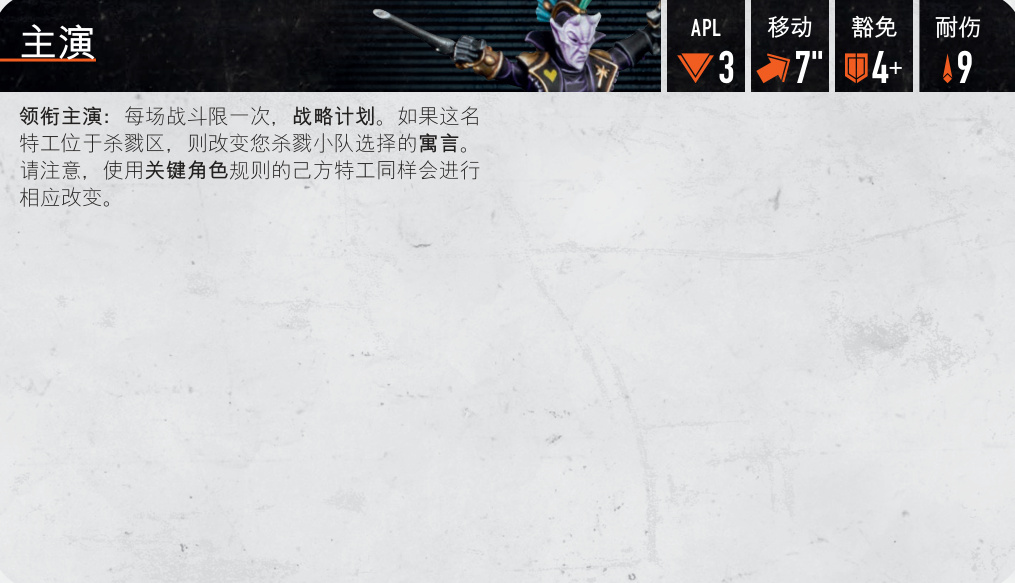 主演
APL 移动 豁免 耐伤
3 7" 4+ 9
领衔主演：每场战斗限一次，战略计划。如果这名
特工位于杀戮区，则改变您杀戮小队选择的寓言。
请注意，使用关键角色规则的己方特工同样会进行
相应改变。